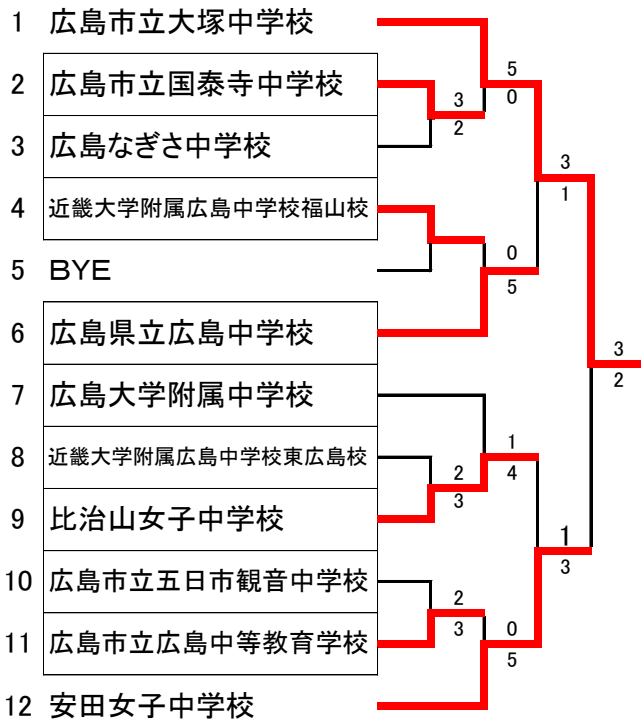 1 広島市立大塚中学校
2 広島市立国泰寺中学校
3 広島なぎさ中学校
4 近畿大学附属広島中学校福山校
5 BYE
6 広島県立広島中学校
7 広島大学附属中学校
8 近畿大学附属広島中学校東広島校
9 比治山女子中学校
10 広島市立五日市観音中学校
11 広島市立広島中等教育学校
12 安田女子中学校
3
2
2
3
2
3
5
0
0
5
1
4
0
5
3
1
1
3
3
2